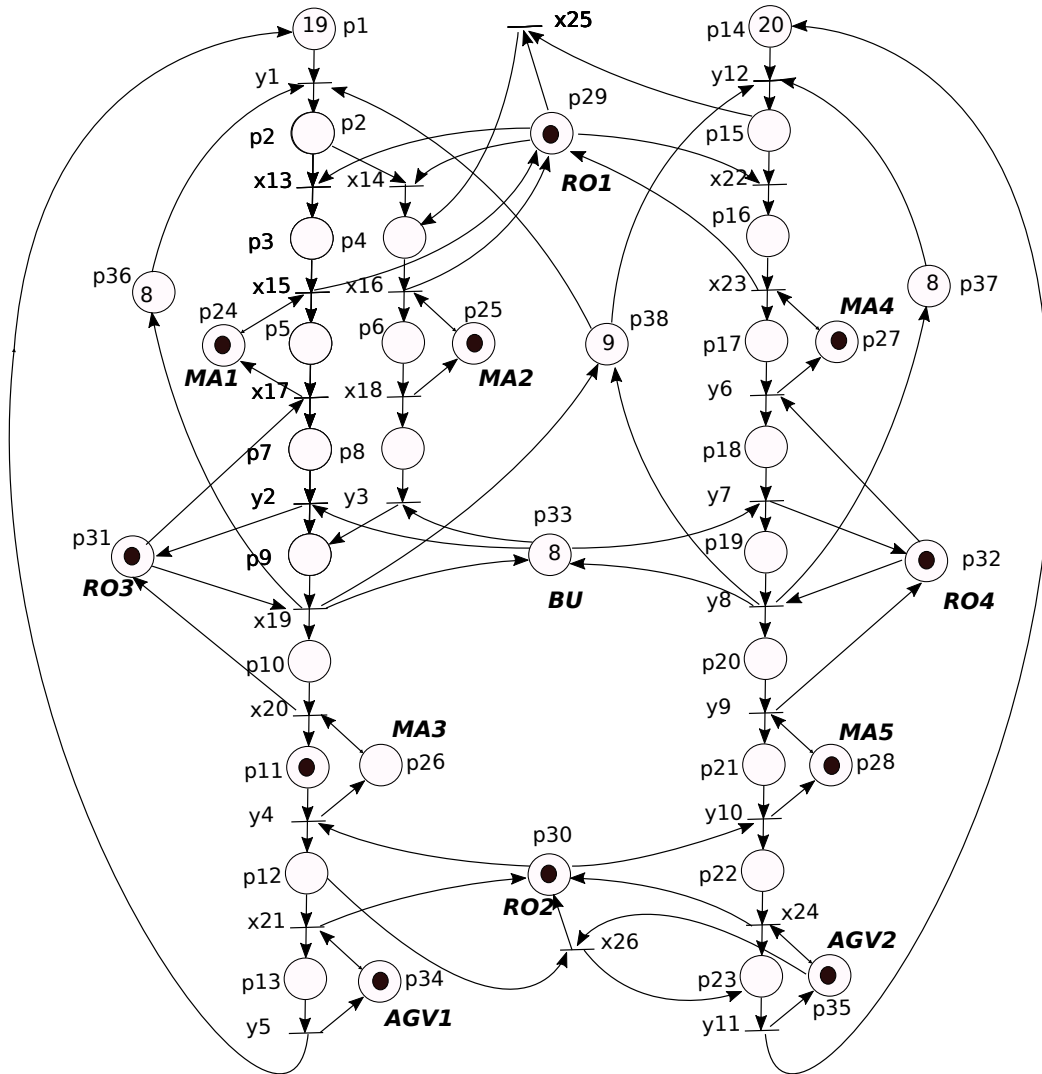 19 p1
x25
p14 20
y1
y12
p29
p2 p2
p15
x13 x14
x22
RO1
p16
p3 p4
p36
x15 x16
x23
8
8 p37
p24
p25
MA4
p5 p6
p38
p17
p27
9
MA1
MA2
x17 x18
y6
p7 p8
p18
y2 y3
y7
p33
p31
p9
8
p19
p32
RO3
BU
y8
RO4
x19
p10
p20
x20
y9
MA3
MA5
p11
p26
p21
p28
y4
y10
p30
p12
p22
RO2
x21
x24
x26
AGV2
p13
p34
p23
p35
y5
AGV1
y11